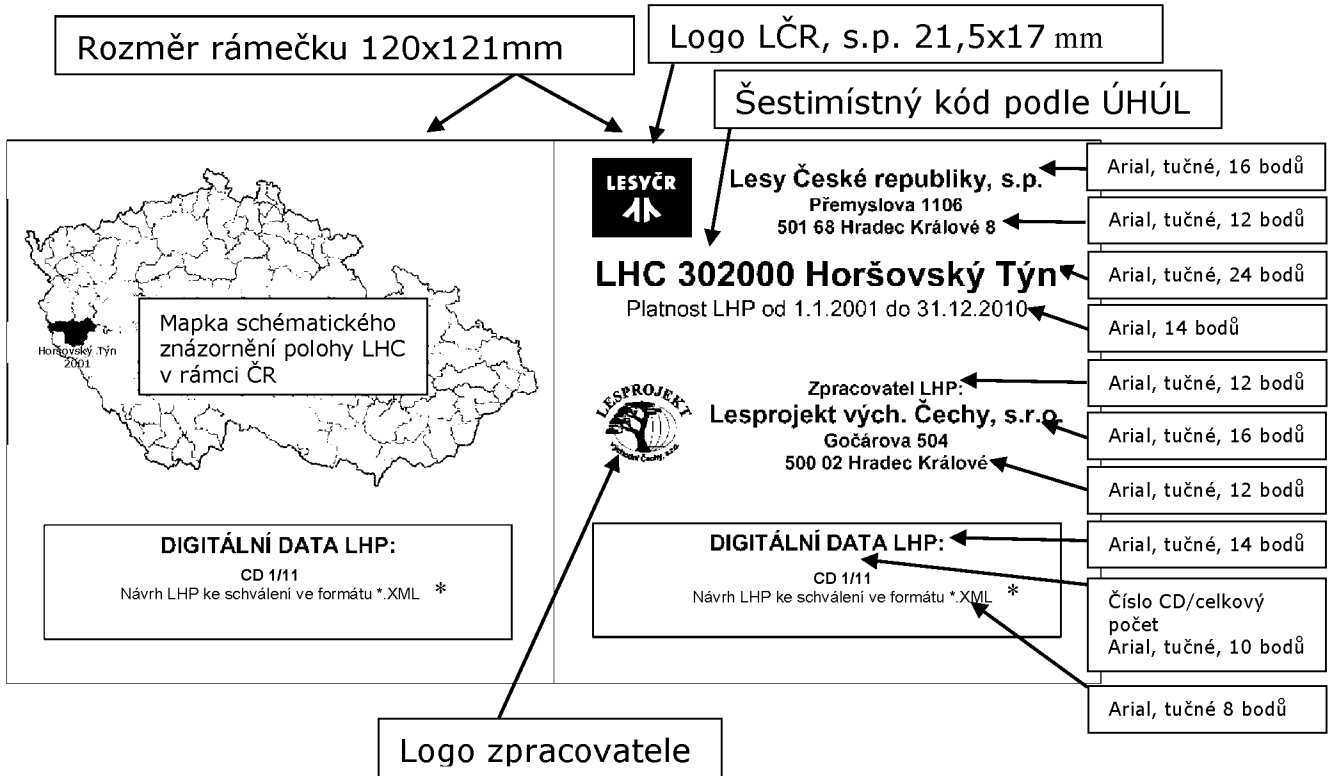 Rozměr rámečku 120x121mm
Logo LČR, s.p. 21,5x17 mm
Šestimístný kód podle ÚHÚL
LESYČR
Lesy České republiky, s.p.
Přemyslova 1106
501 68 Hradec Králové 8
LHC 302000 Horšovský Týn
Platnost LHP od 1.1.2001 do 31.12.2010
Mapka schématického
znázornění polohy LHC
v rámci ČR
Horšovský Týn
2001
LESPROJEKT
východní Čechy, s.r.o.
Zpracovatel LHP:
Lesprojekt vých. Čechy, s.r.o.
Gočárova 504
500 02 Hradec Králové
DIGITÁLNÍ DATA LHP:
CD 1/11
Návrh LHP ke schválení ve formátu *.XML *
DIGITÁLNÍ DATA LHP:
CD 1/11
Návrh LHP ke schválení ve formátu *.XML *
Arial, tučné, 16 bodů
Arial, tučné, 12 bodů
Arial, tučné, 24 bodů
Arial, 14 bodů
Arial, tučné, 12 bodů
Arial, tučné, 16 bodů
Arial, tučné, 12 bodů
Arial, tučné, 14 bodů
Číslo CD/celkový
počet
Arial, tučné, 10 bodů
Arial, tučné 8 bodů
Logo zpracovatele